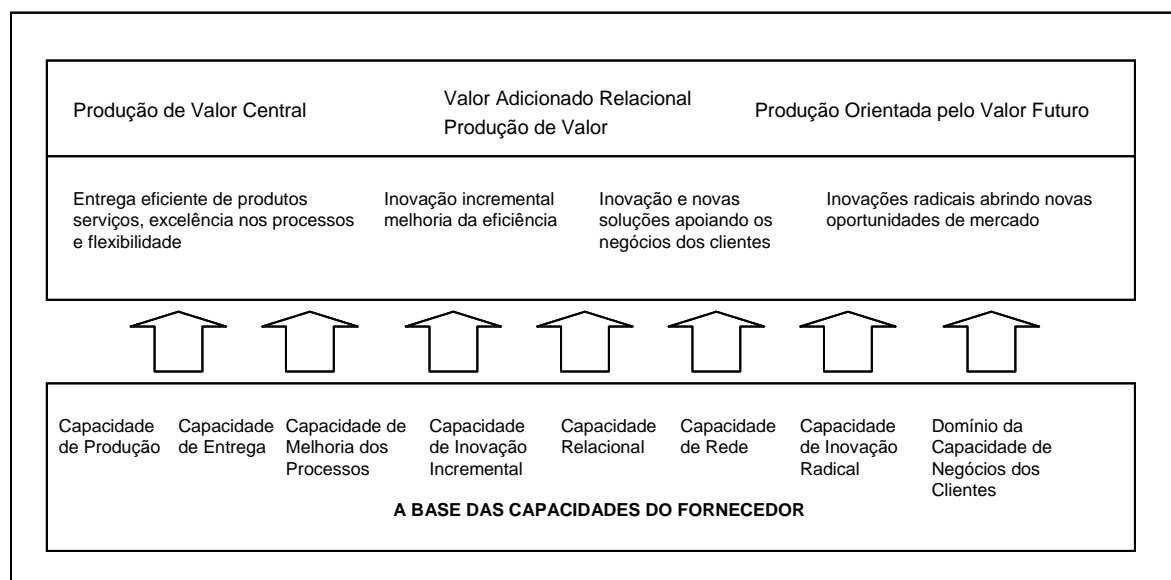 Produção de Valor Central
Valor Adicionado Relacional
Produção de Valor
Produção Orientada pelo Valor Futuro
Entrega eficiente de produtos
serviços, excelência nos processos
e flexibilidade
Inovação incremental
melhoria da eficiência
Inovação e novas
soluções apoiando os
negócios dos clientes
Inovações radicais abrindo novas
oportunidades de mercado
Capacidade
de Produção
Capacidade
de Entrega
Capacidade de
Melhoria dos
Processos
Capacidade
de Inovação
Incremental
Capacidade
Relacional
Capacidade
de Rede
Capacidade
de Inovação
Radical
Domínio da
Capacidade de
Negócios dos
Clientes
A BASE DAS CAPACIDADES DO FORNECEDOR